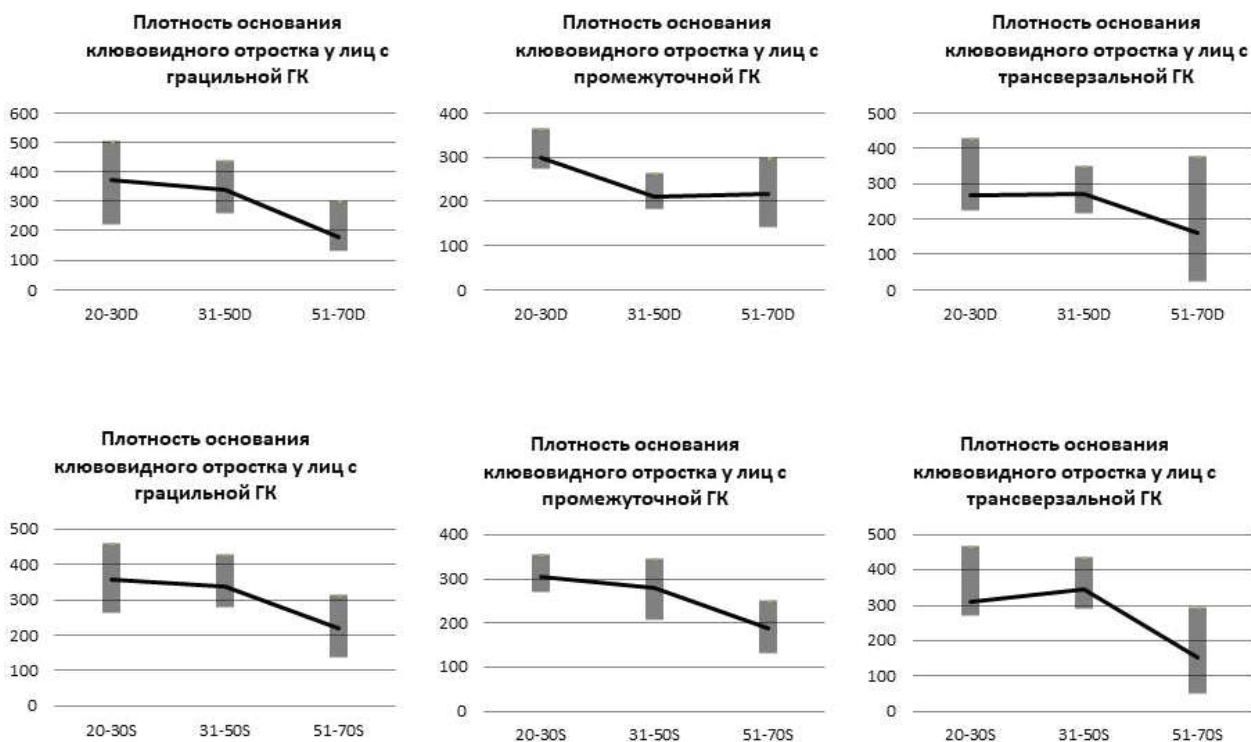 Плотность основания
клювовидного отростка у лиц с
грацильной ГК
600
500
400
300
200
100
0
20-30D 31-50D 51-70D
Плотность основания
клювовидного отростка у лиц с
промежуточной ГК
400
300
200
100
0
20-30D 31-50D 51-70D
Плотность основания
клювовидного отростка у лиц с
трансверзальной ГК
500
400
300
200
100
0
20-30D 31-50D 51-70D
Плотность основания
клювовидного отростка у лиц с
грацильной ГК
500
400
300
200
100
0
20-30S 31-50S 51-70S
Плотность основания
клювовидного отростка у лиц с
промежуточной ГК
400
300
200
100
0
20-30S 31-50S 51-70S
Плотность основания
клювовидного отростка у лиц с
трансверзальной ГК
500
400
300
200
100
0
20-30S 31-50S 51-70S